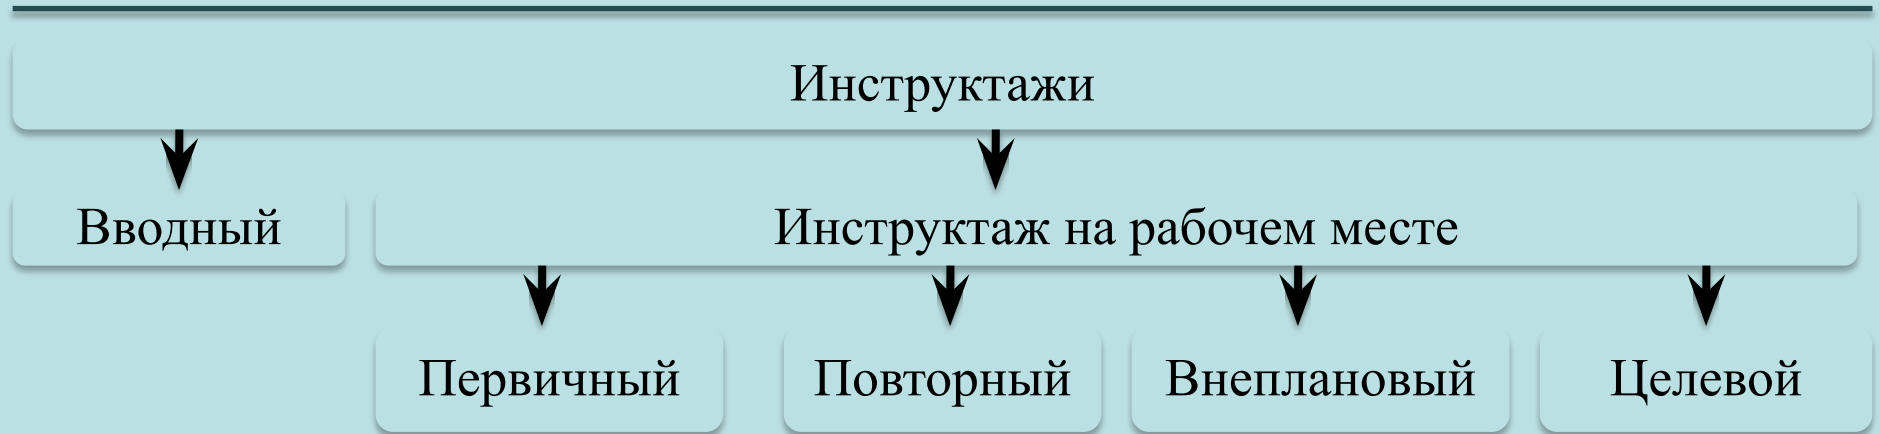 Инструктажи
Вводный
Инструктаж на рабочем месте
Первичный
Повторный
Внеплановый
Целевой